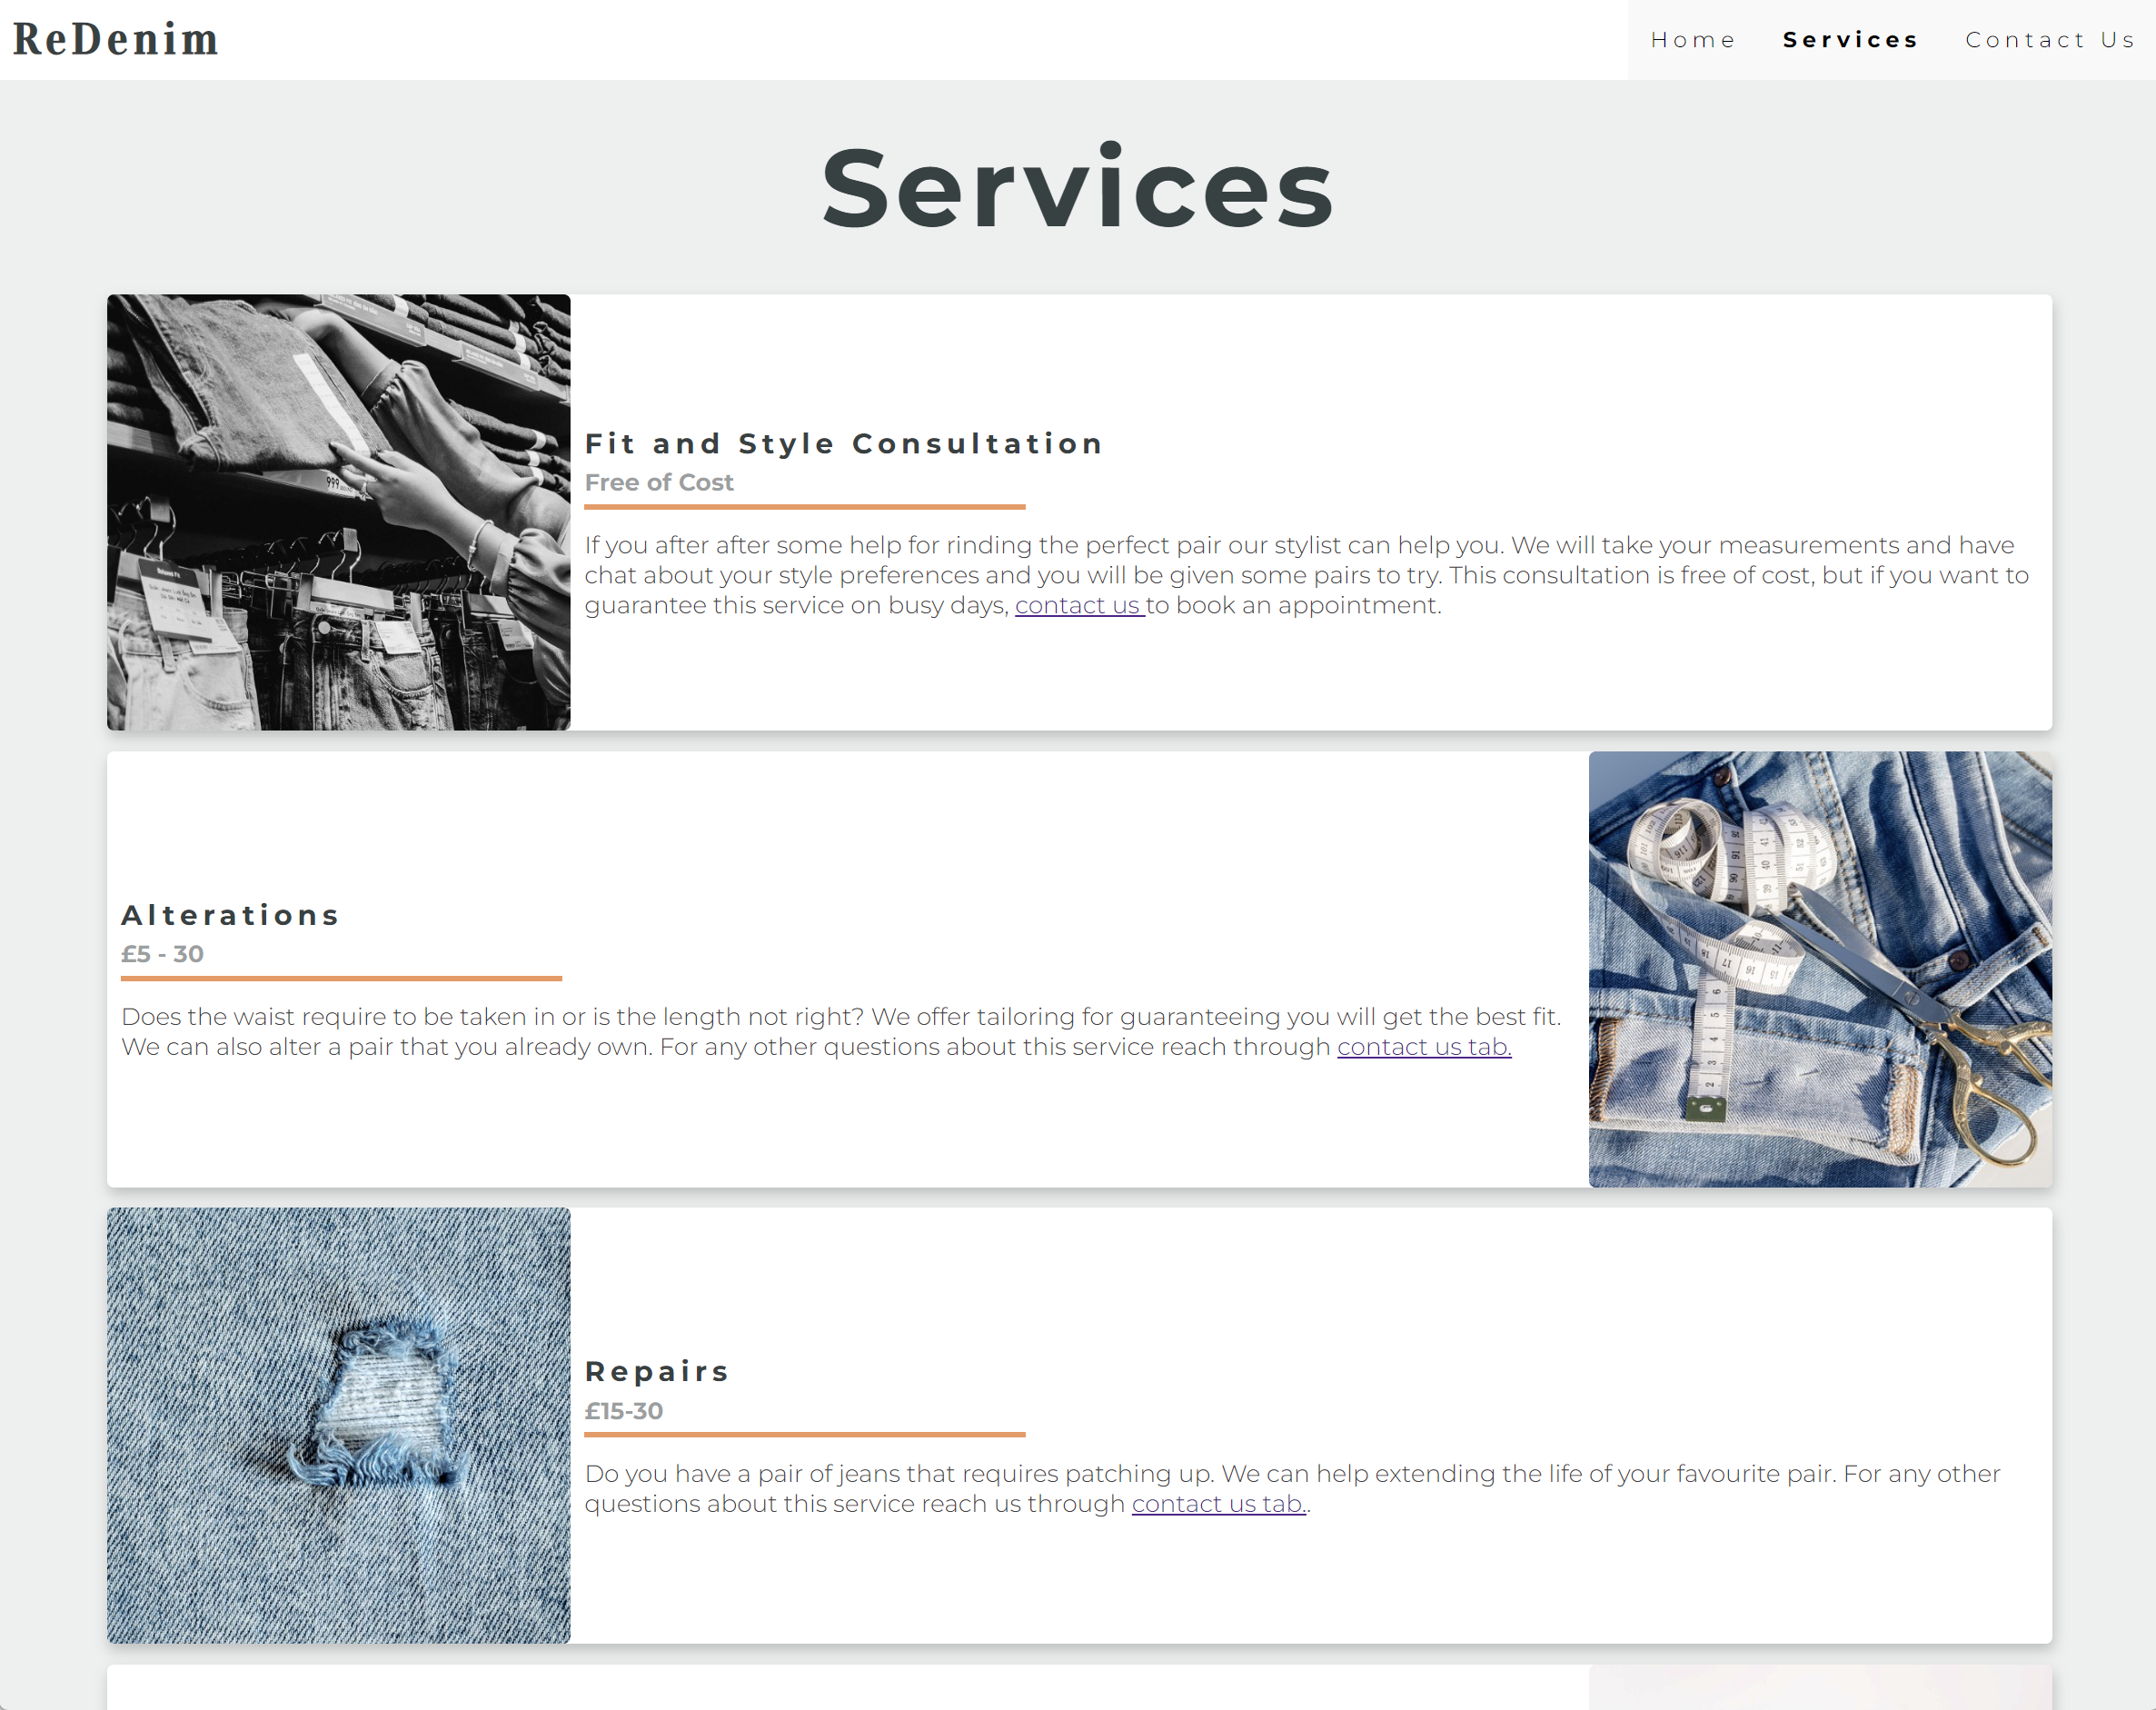 ReDenim
Home Services Contact Us
Services
Fit and Style Consultation
Free of Cost
If you after after some help for rinding the perfect pair our stylist can help you. We will take your measurements and have
chat about your style preferences and you will be given some pairs to try. This consultation is free of cost, but if you want to
guarantee this service on busy days, contact us to book an appointment.
999
Alterations
£5 - 30
Does the waist require to be taken in or is the length not right? We offer tailoring for guaranteeing you will get the best fit.
We can also alter a pair that you already own. For any other questions about this service reach through contact us tab.
Repairs
£15-30
Do you have a pair of jeans that requires patching up. We can help extending the life of your favourite pair. For any other
questions about this service reach us through contact us tab..